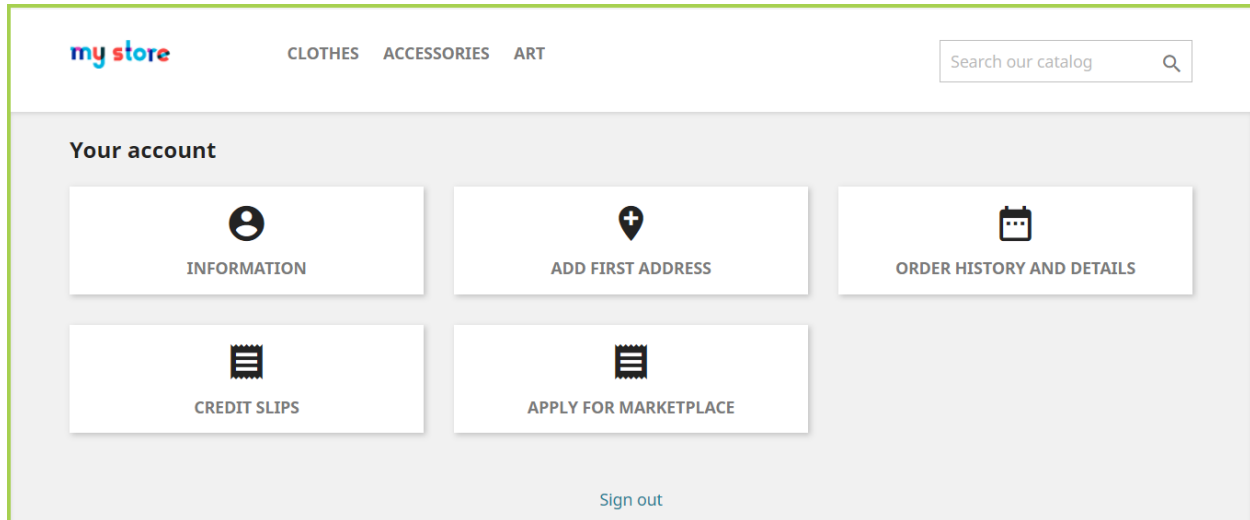 my store
CLOTHES ACCESSORIES ART
Search our catalog
Your account
INFORMATION
ADD FIRST ADDRESS
ORDER HISTORY AND DETAILS
CREDIT SLIPS
APPLY FOR MARKETPLACE
Sign out